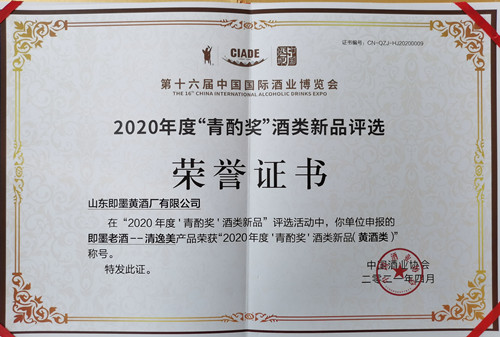 证书编号：CN-QZJ-HJ20200009
CIADE
第十六届中国国际酒业博览会
THE 16TH CHINA INTERNATIONAL ALCOHOLIC DRINKS EXPO
2020年度“青酌奖”酒类新品评选
荣誉证书
山东即墨黄酒厂有限公司
在“2020年度‘青酌奖’酒类新品”评选活动中，你单位申报的
即墨老酒——清逸美产品荣获“2020年度‘青酌奖’酒类新品（黄酒类）”
称号。
特发此证。
中国酒业协会
二零二一年四月